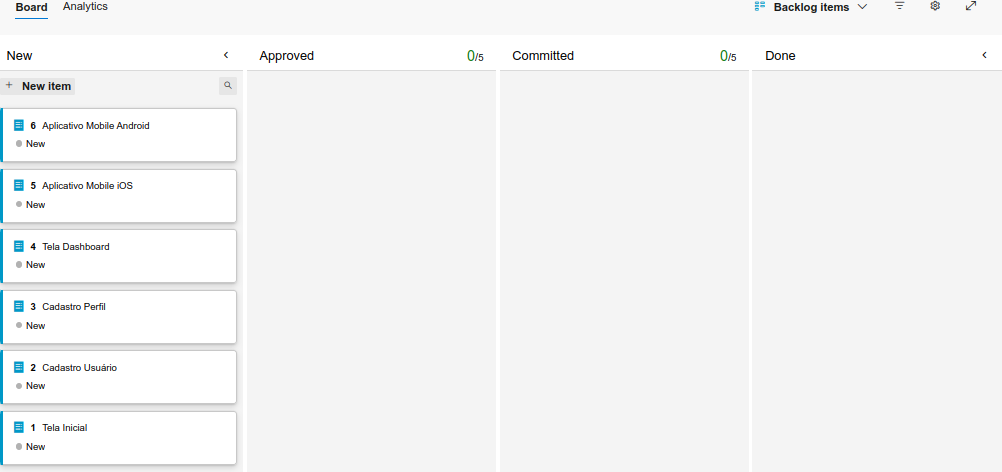 Board Analytics Backlog items
New Approved 0/5 Committed 0/5 Done
+ New item
6 Aplicativo Mobile Android
New
5 Aplicativo Mobile iOS
New
4 Tela Dashboard
New
3 Cadastro Perfil
New
2 Cadastro Usuário
New
1 Tela Inicial
New